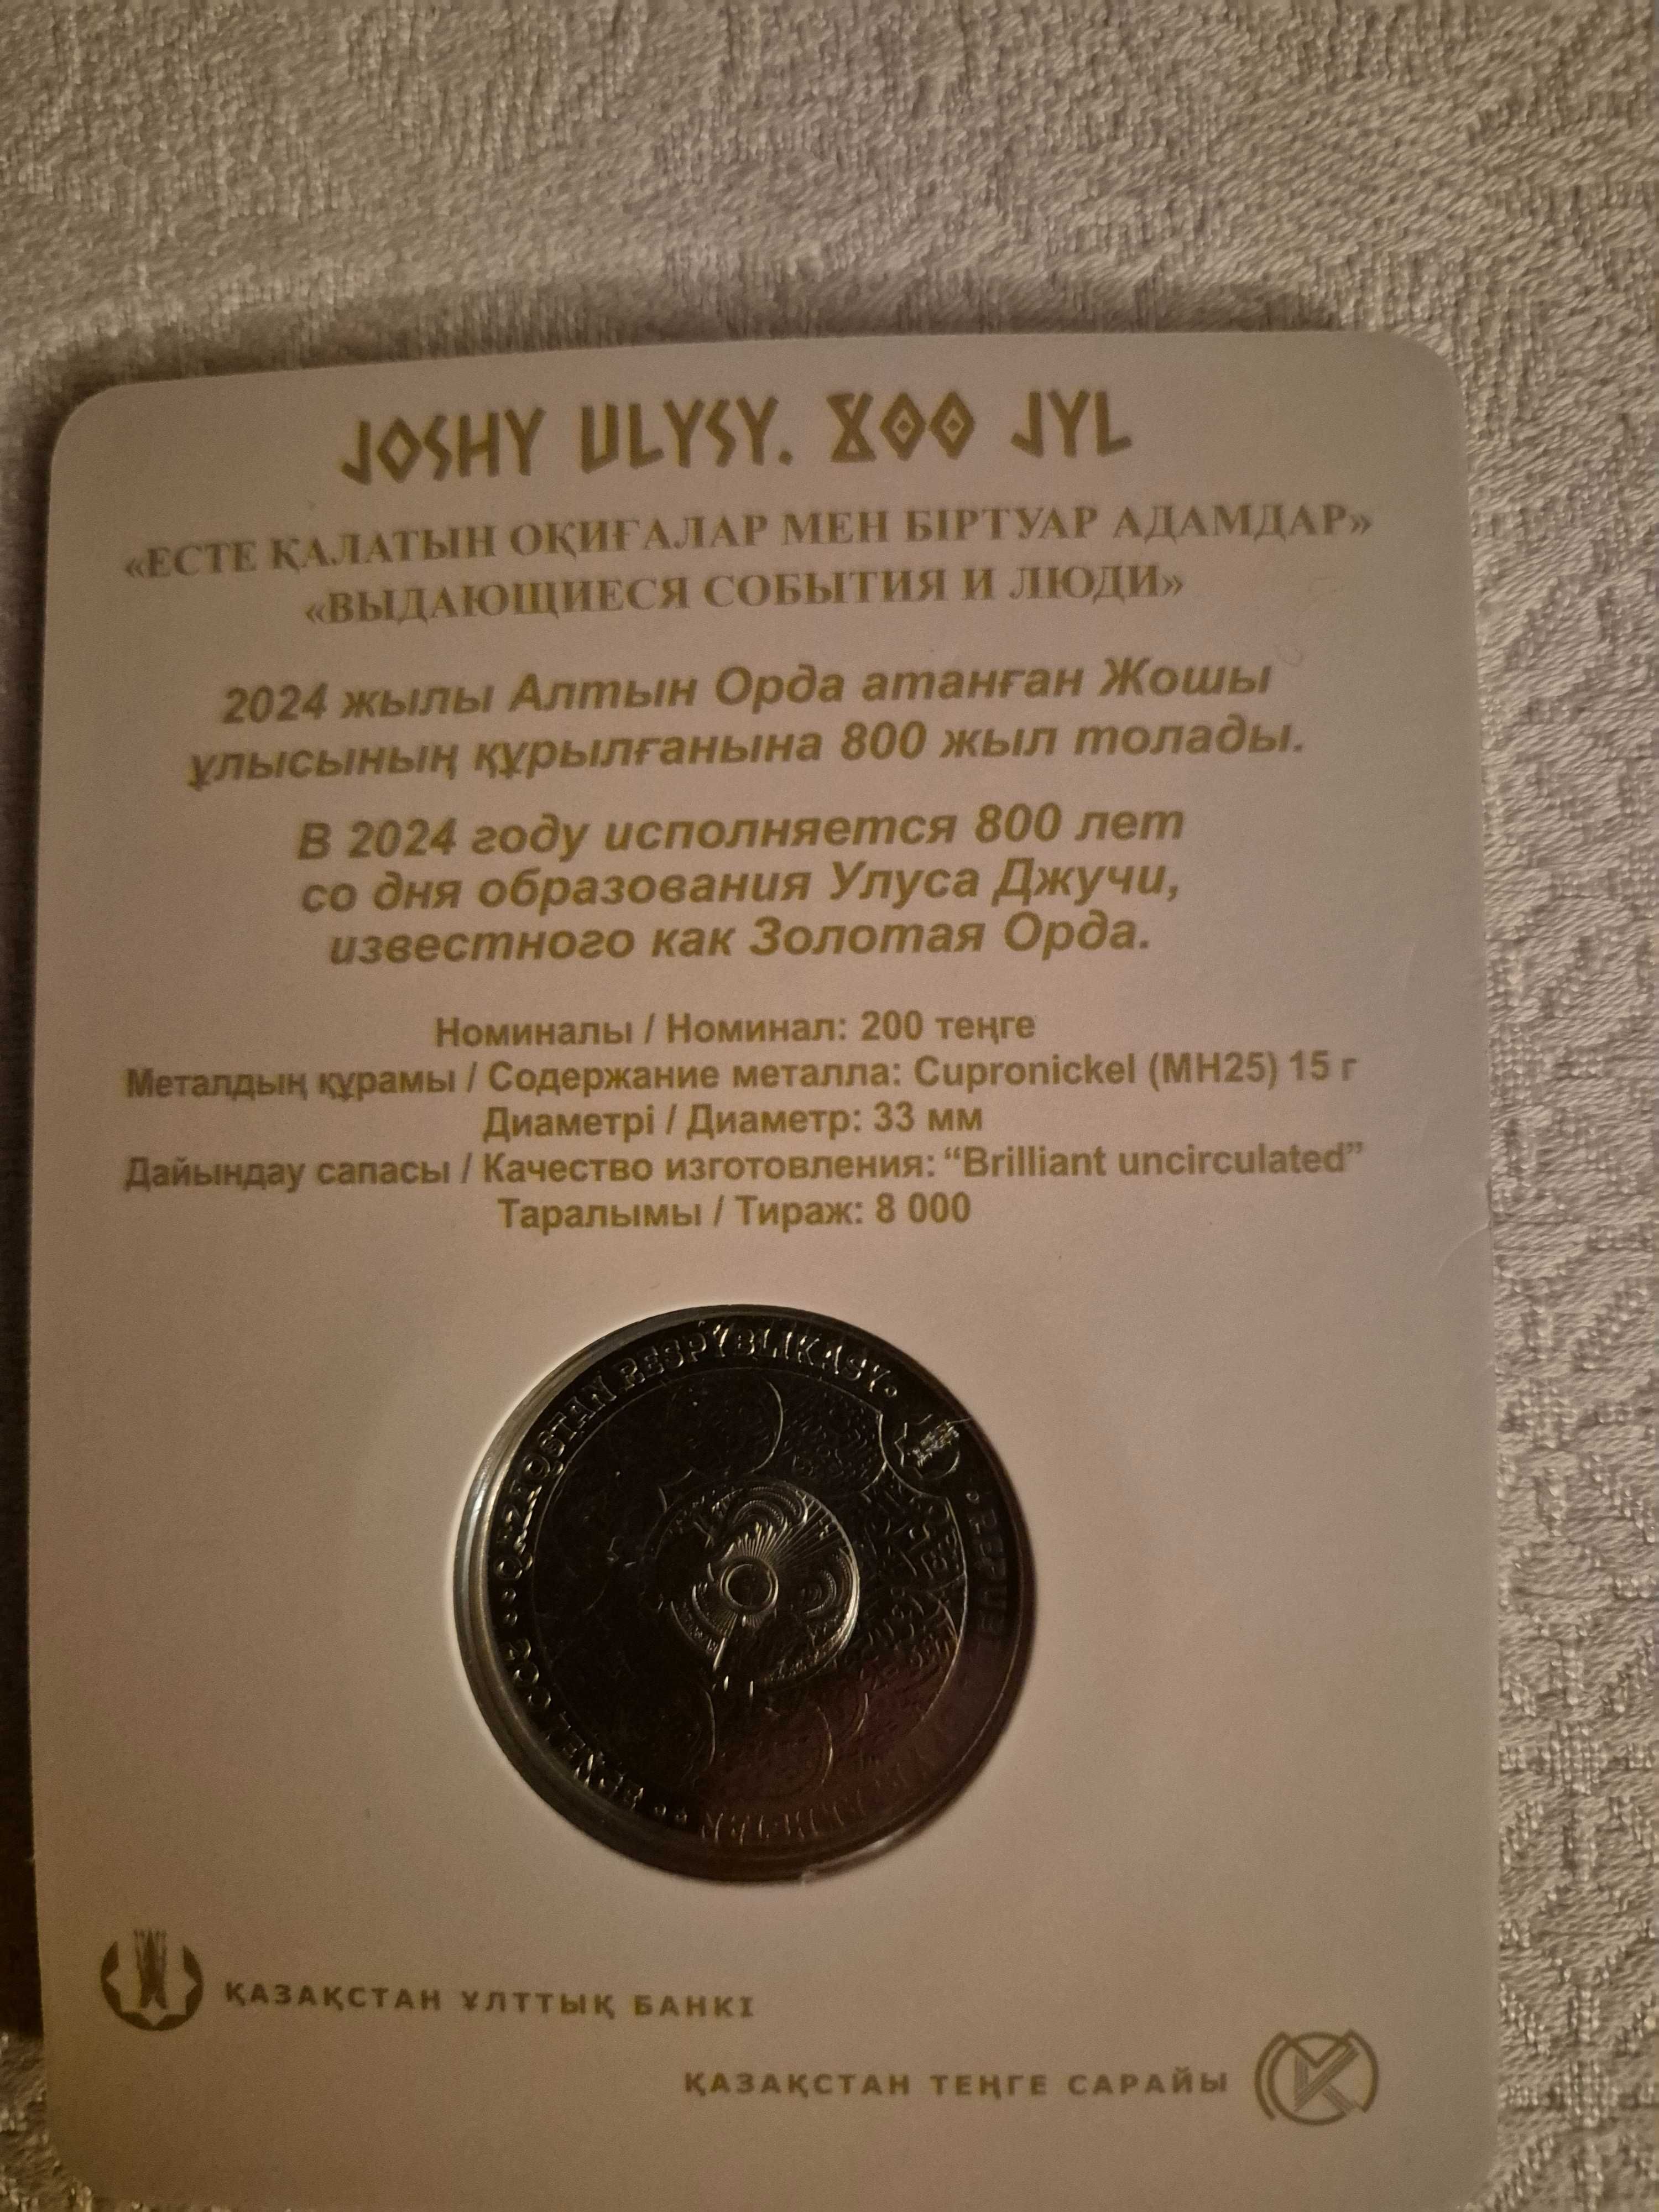 JOSHY ULYSY. 800 JYL
«ЕСТЕ ҚАЛАТЫН ОҚИҒАЛАР МЕН БІРТУАР АДАМДАР»
«ВЫДАЮЩИЕСЯ СОБЫТИЯ И ЛЮДИ»
2024 жылы Алтын Орда атанған Жошы
ұлысының құрылғанына 800 жыл толады.
В 2024 году исполняется 800 лет
со дня образования Улуса Джучи,
известного как Золотая Орда.
Номиналы / Номинал: 200 теңге
Металдың құрамы / Содержание металла: Cupronickel (МН25) 15 г
Диаметрі / Диаметр: 33 мм
Дайындау сапасы / Качество изготовления: “Brilliant uncirculated”
Таралымы / Тираж: 8 000
QAZAQSTAN RESPÝBLIKASY
ҚАЗАҚСТАН ҰЛТТЫҚ БАНКІ
ҚАЗАҚСТАН ТЕҢГЕ САРАЙЫ